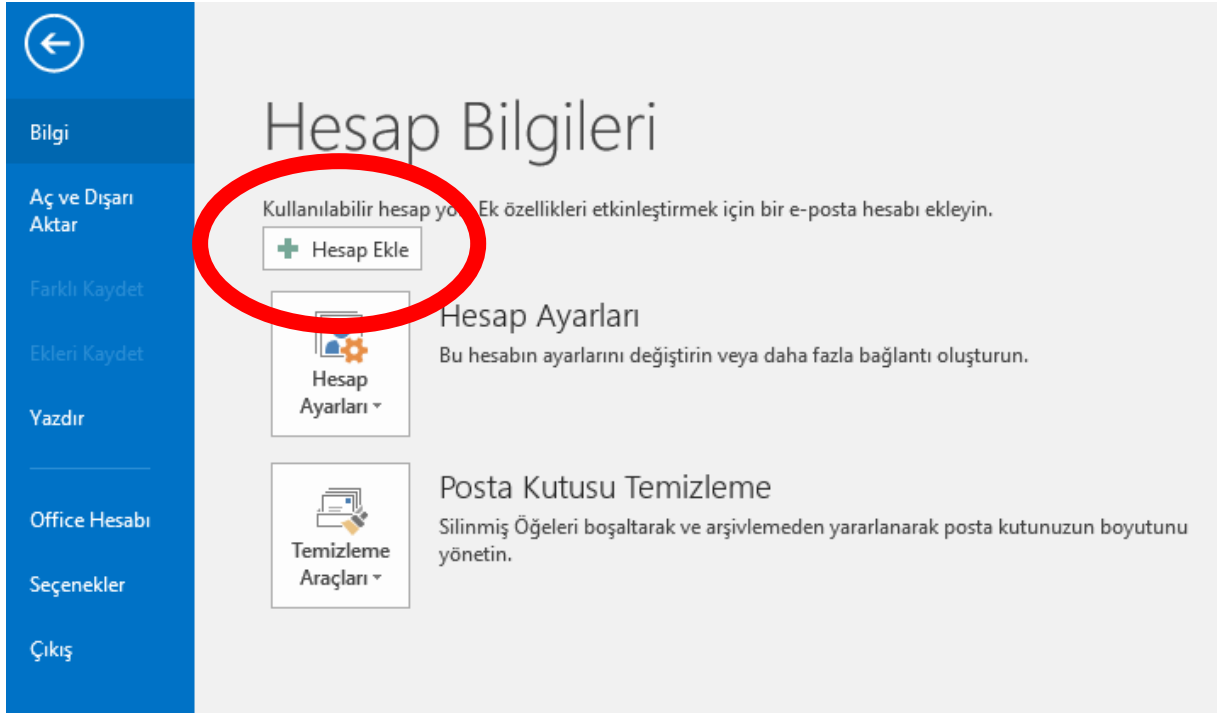 Hesap Bilgileri
Bilgi
Aç ve Dışarı
Aktar
Farklı Kaydet
Ekleri Kaydet
Yazdır
Office Hesabı
Seçenekler
Çıkış
Kullanılabilir hesap Ek özellikleri etkinleştirmek için bir e-posta hesabı ekleyin.
Hesap Ekle
Hesap
Ayarları
Hesap Ayarları
Bu hesabın ayarlarını değiştirin veya daha fazla bağlantı oluşturun.
Temizleme
Araçları
Posta Kutusu Temizleme
Silinmiş Öğeleri boşaltarak ve arşivlemeden yararlanarak posta kutunuzun boyutunu
yönetin.